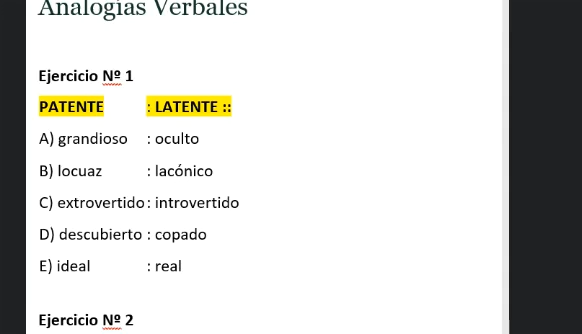 Analogías Verbales
Ejercicio Nº 1
PATENTE : LATENTE ::
A) grandioso : oculto
B) locuaz : lacónico
C) extrovertido : introvertido
D) descubierto : copado
E) ideal : real
Ejercicio Nº 2